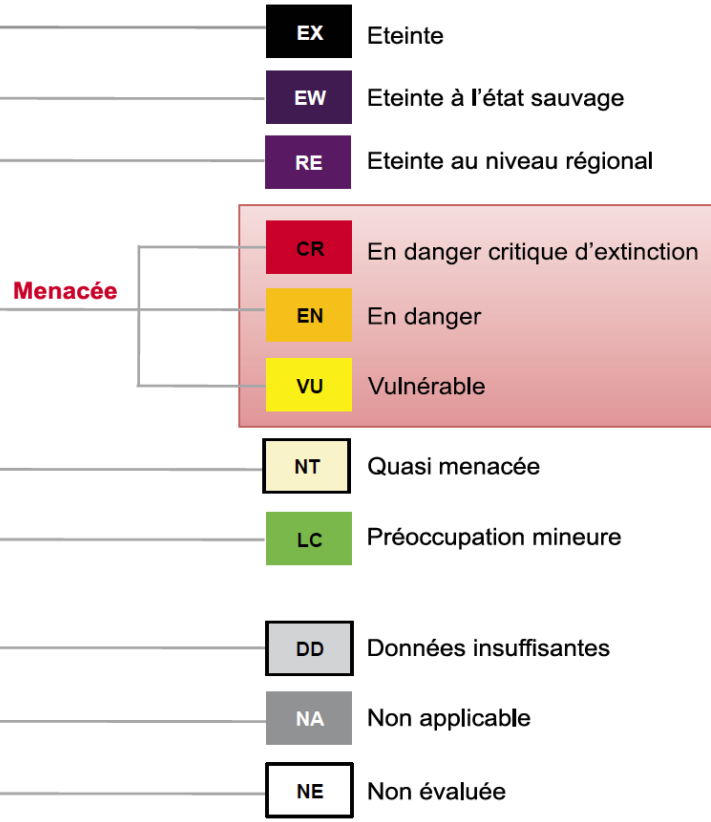 EX Eteinte
EW Eteinte à l'état sauvage
RE Eteinte au niveau régional
CR En danger critique d'extinction
Menacée
EN En danger
VU Vulnérable
NT Quasi menacée
LC Préoccupation mineure
DD Données insuffisantes
NA Non applicable
NE Non évaluée